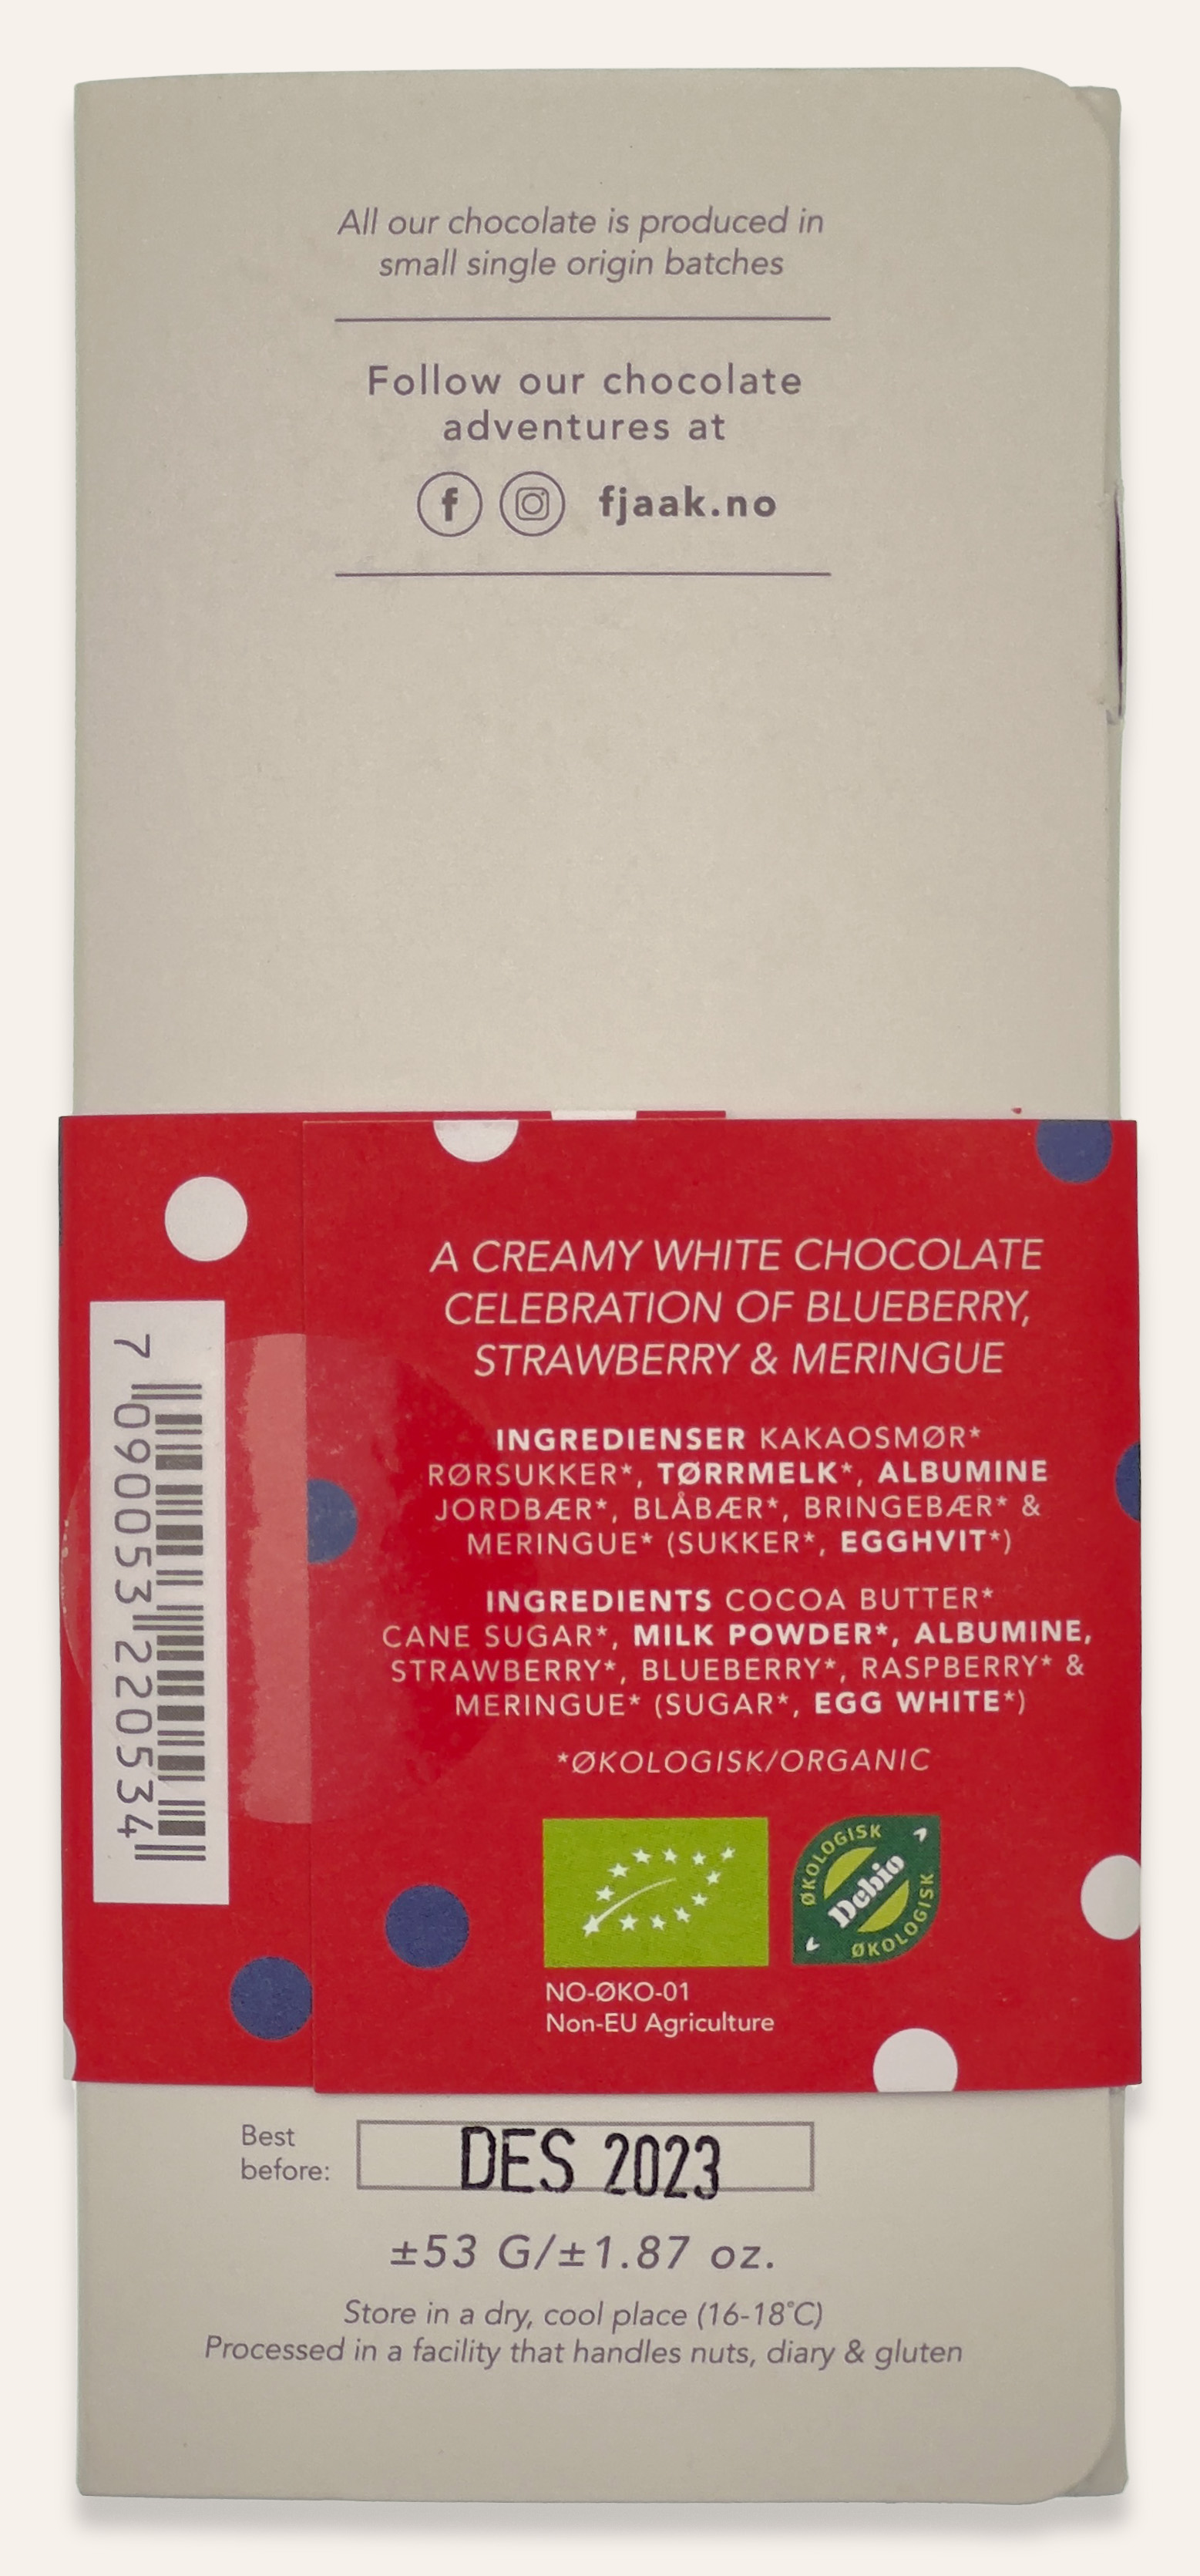 All our chocolate is produced in
small single origin batches
Follow our chocolate
adventures at
f fjaak.no
A CREAMY WHITE CHOCOLATE
CELEBRATION OF BLUEBERRY,
STRAWBERRY & MERINGUE
INGREDIENSER KAKAOSMØR*
RØRSUKKER*, TØRRMELK*, ALBUMINE
JORDBÆR*, BLÅBÆR*, BRINGEBÆR* &
MERINGUE* (SUKKER*, EGGHVIT*)
INGREDIENTS COCOA BUTTER*
CANE SUGAR*, MILK POWDER*, ALBUMINE,
STRAWBERRY*, BLUEBERRY*, RASPBERRY* &
MERINGUE* (SUGAR*, EGG WHITE*)
*ØKOLOGISK/ORGANIC
ØKOLOGISK
Debio
ØKOLOGISK
NO-ØKO-01
Non-EU Agriculture
7 090053 220534
Best
before:
DES 2023
±53 G/±1.87 oz.
Store in a dry, cool place (16-18°C)
Processed in a facility that handles nuts, diary & gluten